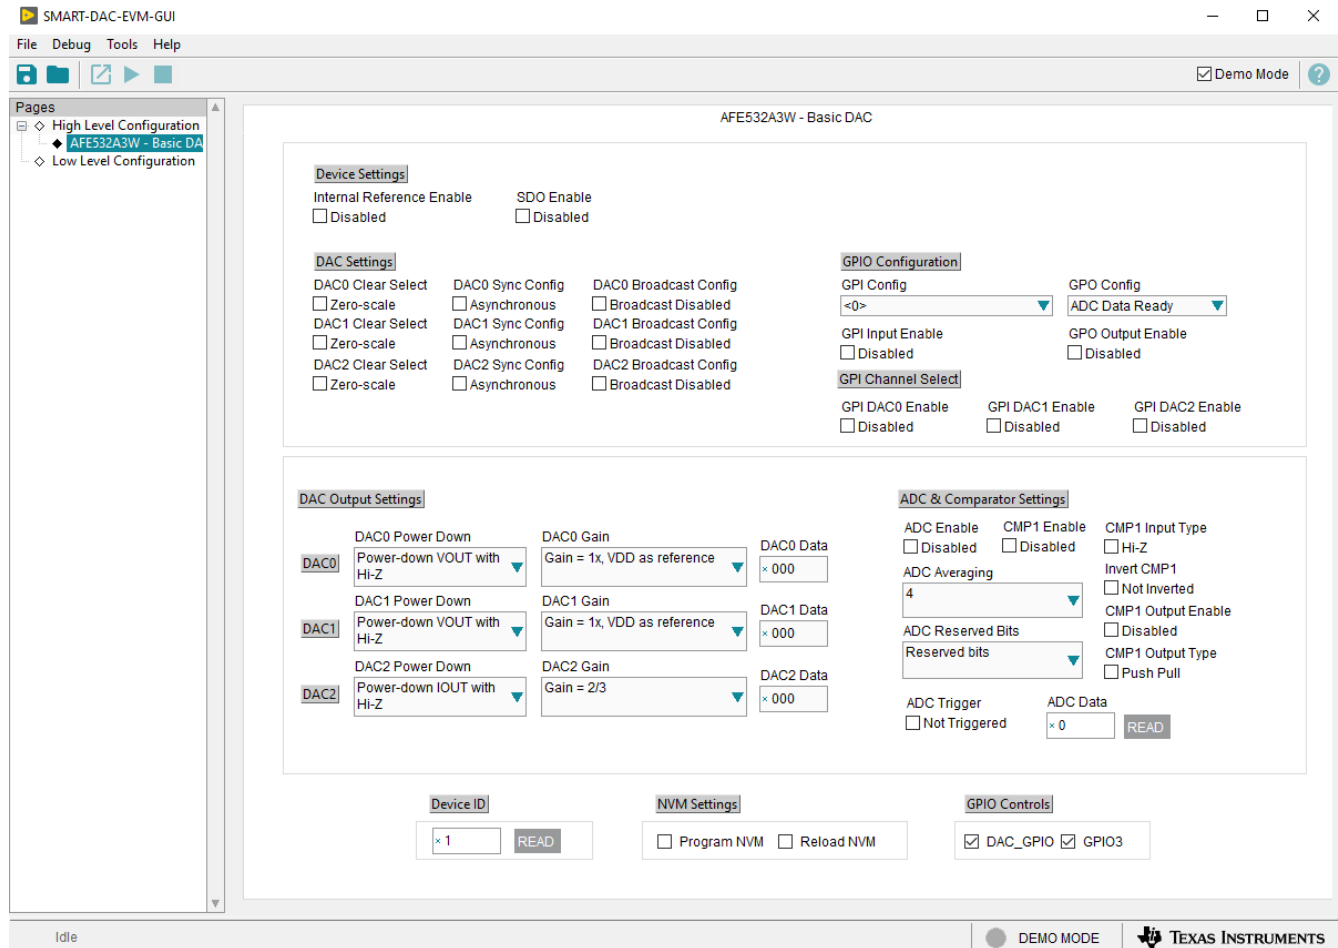 SMART-DAC-EVM-GUI
File Debug Tools Help
Demo Mode
Pages
High Level Configuration
AFE532A3W - Basic DA
Low Level Configuration
AFE532A3W - Basic DAC
Device Settings
Internal Reference Enable SDO Enable
Disabled Disabled
DAC Settings
DAC0 Clear Select DAC0 Sync Config DAC0 Broadcast Config
Zero-scale Asynchronous Broadcast Disabled
DAC1 Clear Select DAC1 Sync Config DAC1 Broadcast Config
Zero-scale Asynchronous Broadcast Disabled
DAC2 Clear Select DAC2 Sync Config DAC2 Broadcast Config
Zero-scale Asynchronous Broadcast Disabled
GPIO Configuration
GPI Config GPO Config
<0> ADC Data Ready
GPI Input Enable GPO Output Enable
Disabled Disabled
GPI Channel Select
GPI DAC0 Enable GPI DAC1 Enable GPI DAC2 Enable
Disabled Disabled Disabled
DAC Output Settings
DAC0 Power Down DAC0 Gain DAC0 Data
DAC0 Power-down VOUT with Gain = 1x, VDD as reference × 000
Hi-Z
DAC1 Power Down DAC1 Gain DAC1 Data
DAC1 Power-down VOUT with Gain = 1x, VDD as reference × 000
Hi-Z
DAC2 Power Down DAC2 Gain DAC2 Data
DAC2 Power-down IOUT with Gain = 2/3 × 000
Hi-Z
ADC & Comparator Settings
ADC Enable CMP1 Enable CMP1 Input Type
Disabled Disabled Hi-Z
ADC Averaging Invert CMP1
4 Not Inverted
CMP1 Output Enable
ADC Reserved Bits Disabled
Reserved bits CMP1 Output Type
Push Pull
ADC Trigger ADC Data
Not Triggered × 0 READ
Device ID NVM Settings GPIO Controls
× 1 READ Program NVM Reload NVM DAC_GPIO GPIO3
Idle DEMO MODE TEXAS INSTRUMENTS